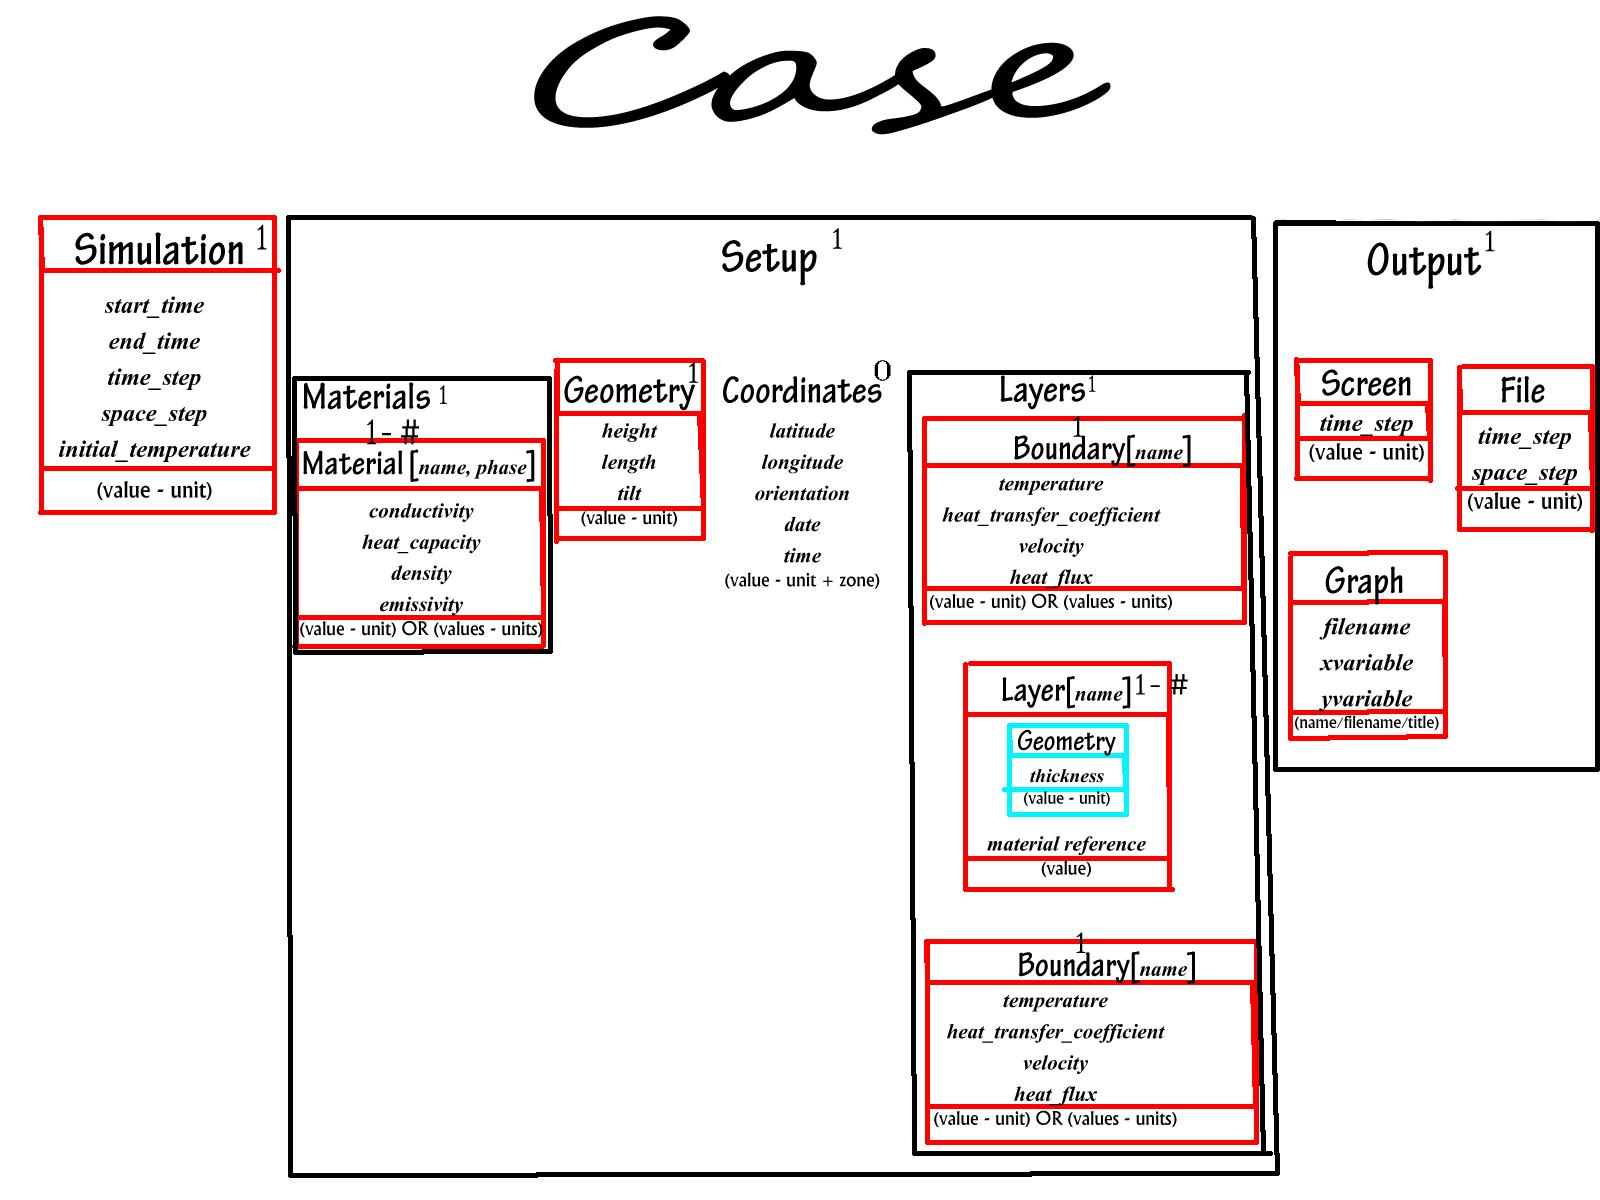 Case
Simulation 1
start_time
end_time
time_step
space_step
initial_temperature
(value - unit)
Setup 1
Materials 1
1 - #
Material [name, phase]
conductivity
heat_capacity
density
emissivity
(value - unit) OR (values - units)
Geometry 1
height
length
tilt
(value - unit)
Coordinates 0
latitude
longitude
orientation
date
time
(value - unit + zone)
Layers 1
1
Boundary[name]
temperature
heat_transfer_coefficient
velocity
heat_flux
(value - unit) OR (values - units)
Layer[name] 1 - #
Geometry
thickness
(value - unit)
material reference
(value)
1
Boundary[name]
temperature
heat_transfer_coefficient
velocity
heat_flux
(value - unit) OR (values - units)
Output 1
Screen
time_step
(value - unit)
File
time_step
space_step
(value - unit)
Graph
filename
xvariable
yvariable
(name/filename/title)